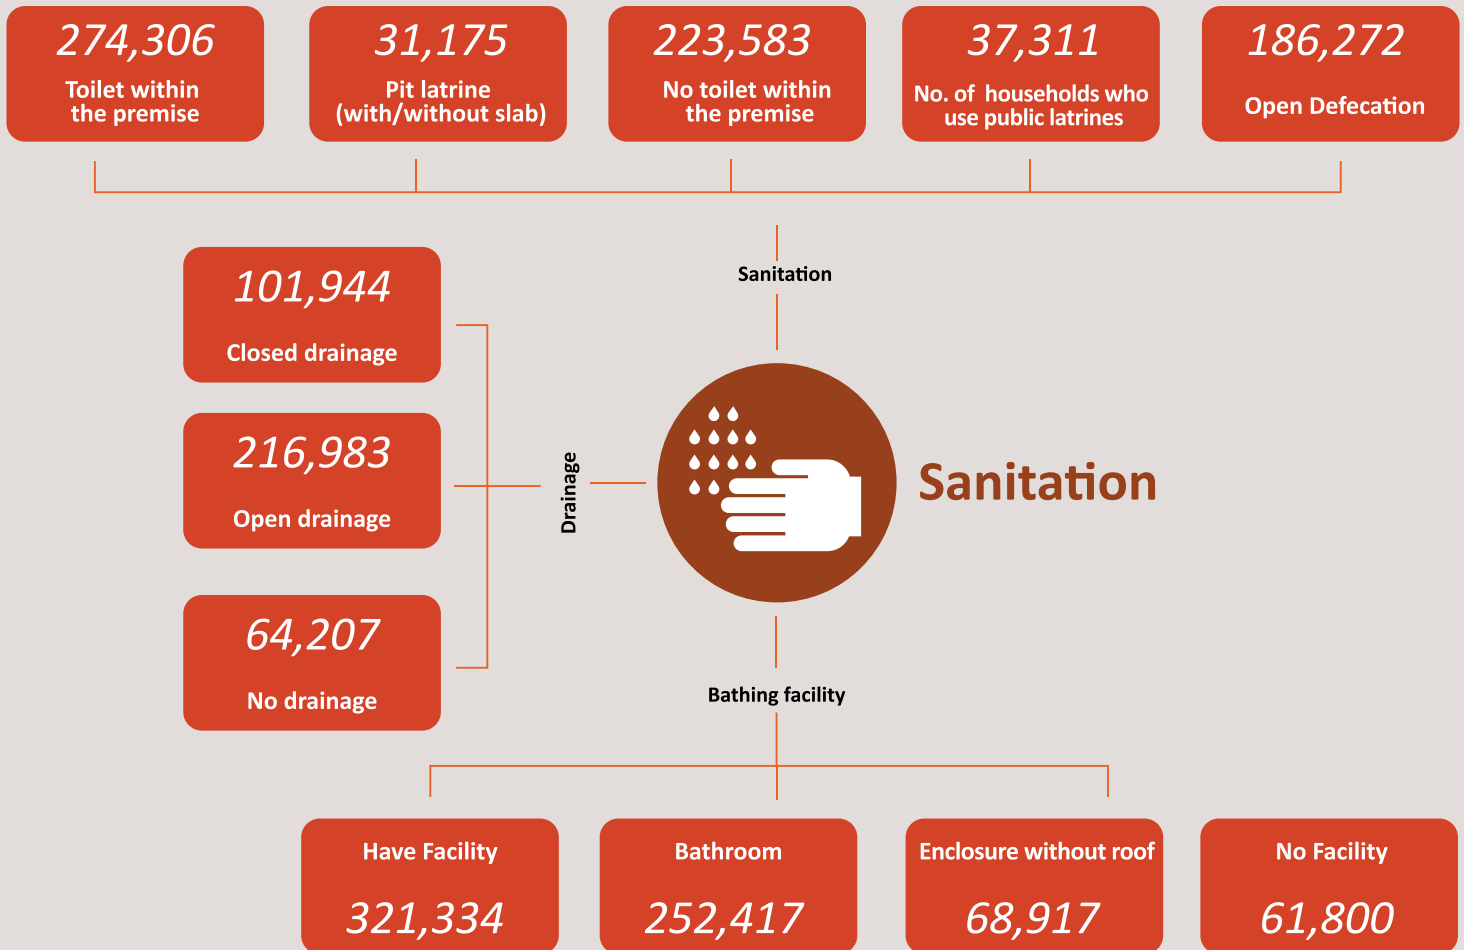 274,306
Toilet within
the premise
31,175
Pit latrine
(with/without slab)
223,583
No toilet within
the premise
37,311
No. of households who
use public latrines
186,272
Open Defecation
Sanitation
101,944
Closed drainage
216,983
Open drainage
64,207
No drainage
Drainage
Sanitation
Bathing facility
Have Facility
321,334
Bathroom
252,417
Enclosure without roof
68,917
No Facility
61,800